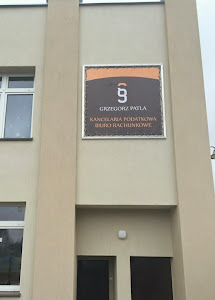 §
GRZEGORZ PATLA
KANCELARIA PODATKOWA
BIURO RACHUNKOWE